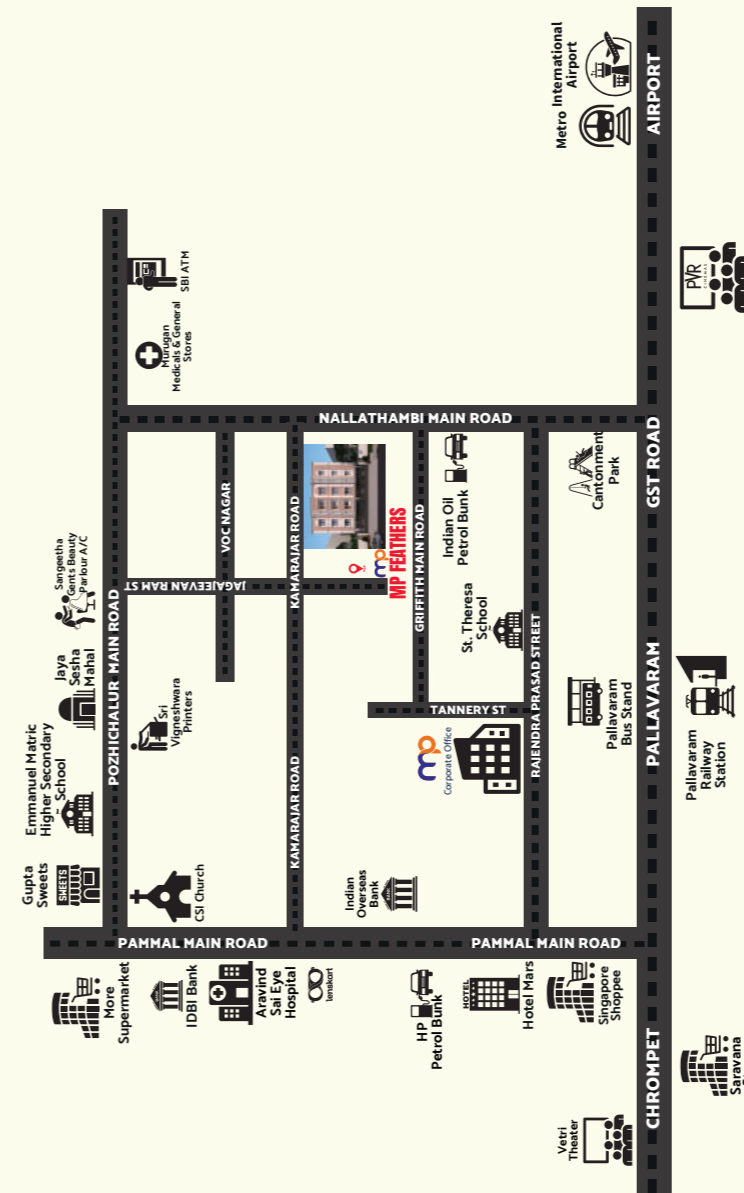 International
Airport
Metro
AIRPORT
PVR
CINEMAS
SBI ATM
Murugan
Medicals & General
Stores
NALLATHAMBI MAIN ROAD
GST ROAD
Cantonment
Park
Indian Oil
Petrol Bunk
VOC NAGAR
KAMARAJAR ROAD
mp
MP FEATHERS
GRIFFITH MAIN ROAD
JAGAJEEVAN RAM ST
Sangeetha
Gents Beauty
Parlour A/C
POZHICHALUR MAIN ROAD
Jaya
Sesha
Mahal
Sri
Vigneshwara
Printers
St. Theresa
School
RAJENDRA PRASAD STREET
TANNERY ST
mp
Corporate Office
Pallavaram
Bus Stand
PALLAVARAM
Pallavaram
Railway
Station
Emmanuel Matric
Higher Secondary
School
Gupta
Sweets
SWEETS
CSI Church
KAMARAJAR ROAD
Indian
Overseas
Bank
PAMMAL MAIN ROAD
PAMMAL MAIN ROAD
More
Supermarket
IDBI Bank
Aravind
Sai Eye
Hospital
lenskart
HP
Petrol Bunk
HOTEL
Hotel Mars
Singapore
Shoppee
CHROMPET
Saravana
Vetri
Theater